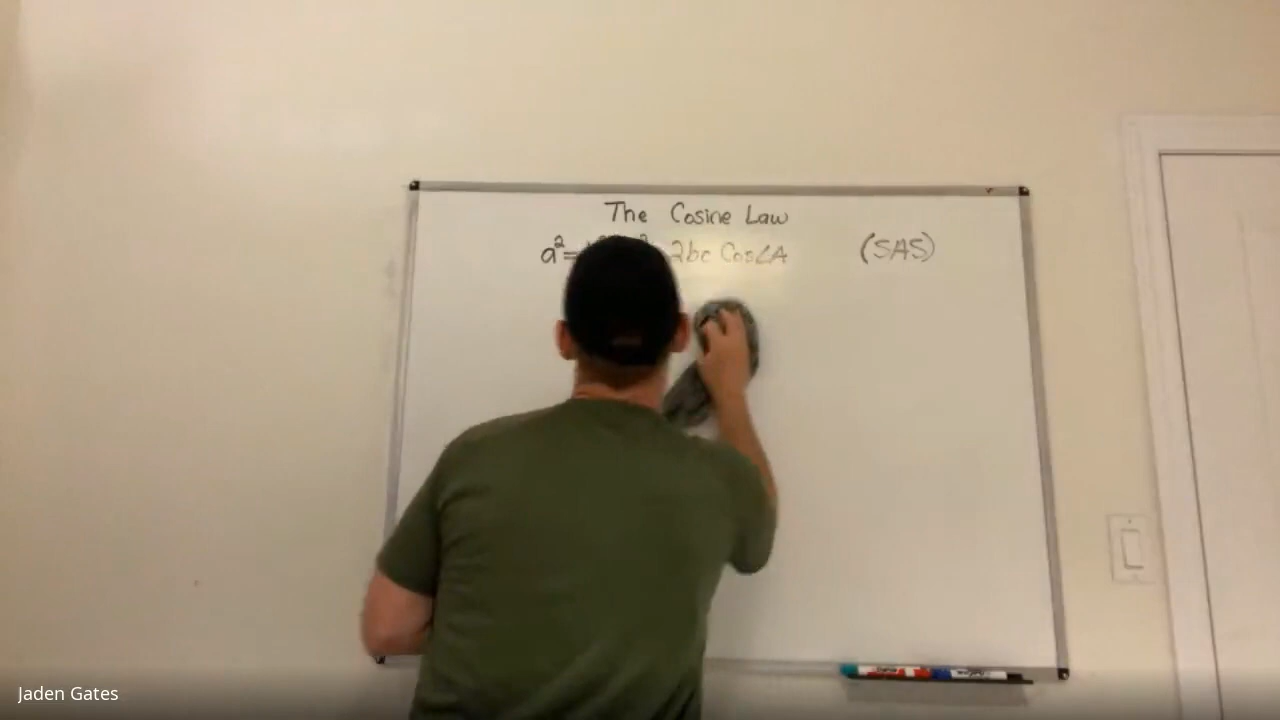 The Cosine Law
a²= 2bc Cos∠A (SAS)
Jaden Gates